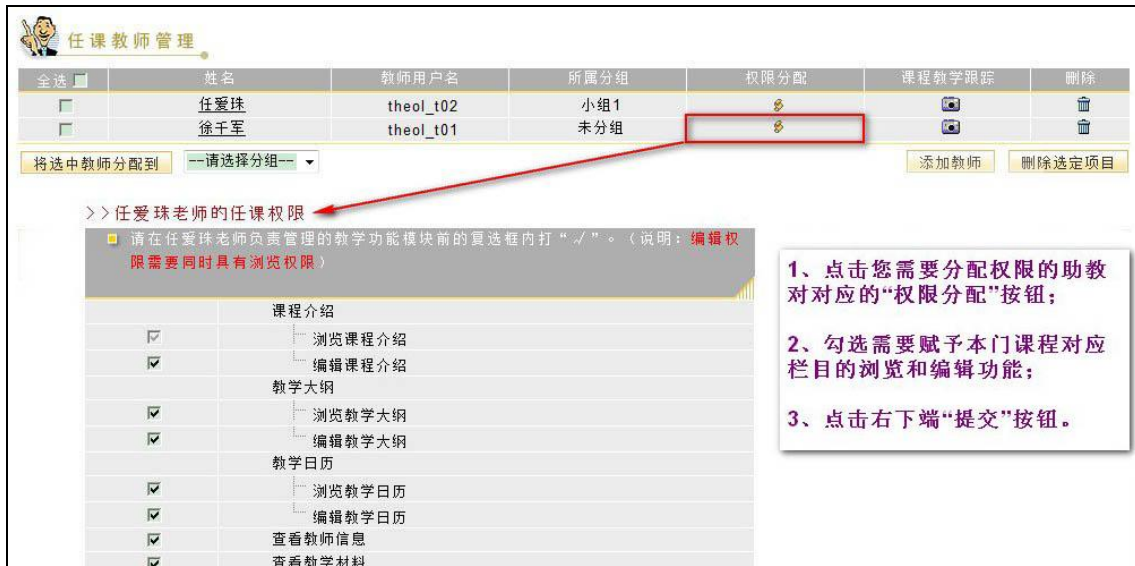 任课教师管理
全选 姓名 教师用户名 所属分组 权限分配 课程教学跟踪 删除
任爱珠 theol_t02 小组1
徐千军 theol_t01 未分组
将选中教师分配到 --请选择分组-- 添加教师 删除选定项目
>>任爱珠老师的任课权限
请在任爱珠老师负责管理的教学功能模块前的复选框内打“√”。（说明：编辑权
限需要同时具有浏览权限）
课程介绍
浏览课程介绍
编辑课程介绍
教学大纲
浏览教学大纲
编辑教学大纲
教学日历
浏览教学日历
编辑教学日历
查看教师信息
查看教学材料
1、点击您需要分配权限的助教
对对应的“权限分配”按钮；
2、勾选需要赋予本门课程对应
栏目的浏览和编辑功能；
3、点击右下端“提交”按钮。